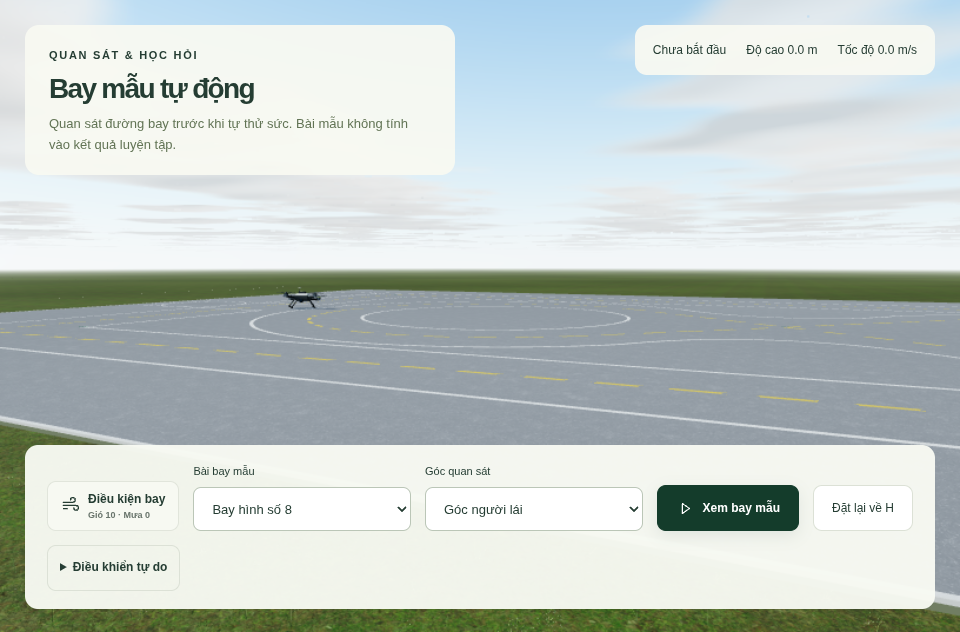 QUAN SÁT & HỌC HỎI
Bay mẫu tự động
Quan sát đường bay trước khi tự thử sức. Bài mẫu không tính
vào kết quả luyện tập.
Chưa bắt đầu Độ cao 0.0 m Tốc độ 0.0 m/s
Điều kiện bay
Gió 10 · Mưa 0
Bài bay mẫu
Bay hình số 8
Góc quan sát
Góc người lái
Xem bay mẫu
Đặt lại về H
Điều khiển tự do